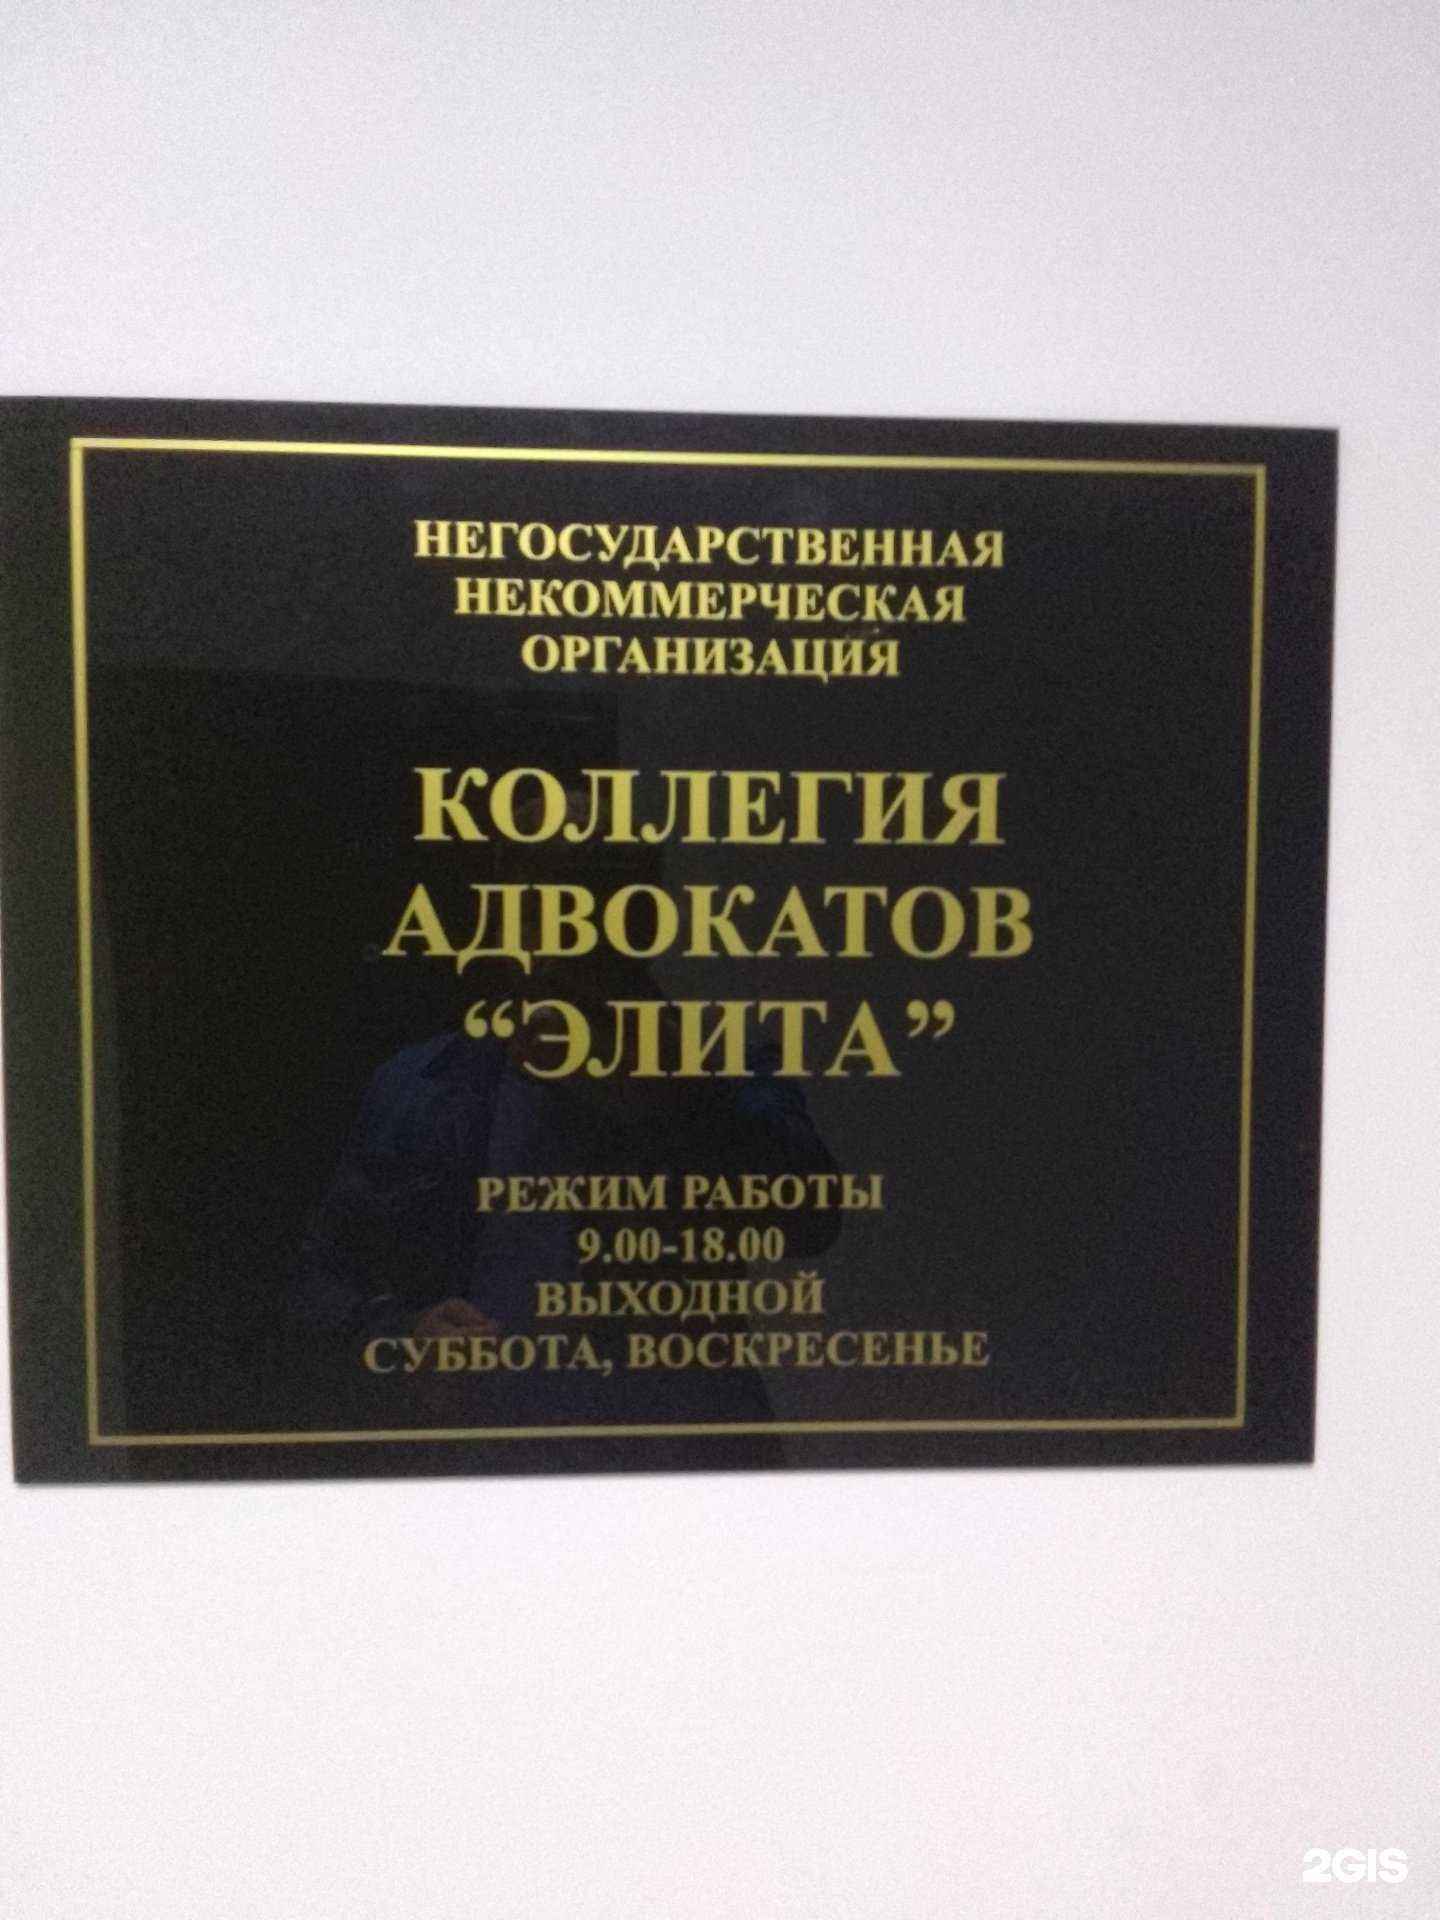 НЕГОСУДАРСТВЕННАЯ
НЕКОММЕРЧЕСКАЯ
ОРГАНИЗАЦИЯ
КОЛЛЕГИЯ
АДВОКАТОВ
“ЭЛИТА”
РЕЖИМ РАБОТЫ
9.00-18.00
ВЫХОДНОЙ
СУББОТА, ВОСКРЕСЕНЬЕ
2GIS